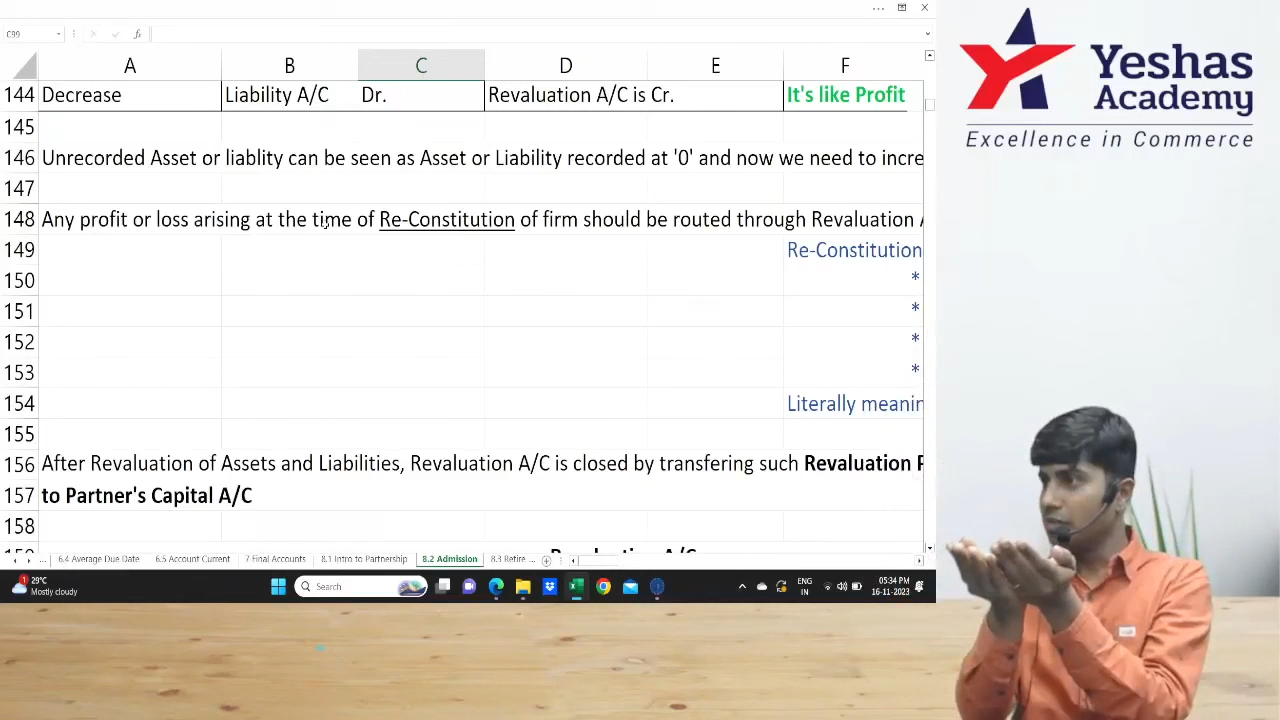 C99
fx
A B C D E F
144 Decrease Liability A/C Dr. Revaluation A/C is Cr. It's like Profit
145
146 Unrecorded Asset or liablity can be seen as Asset or Liability recorded at '0' and now we need to incre
147
148 Any profit or loss arising at the time of Re-Constitution of firm should be routed through Revaluation A
149 Re-Constitution
150 *
151 *
152 *
153 *
154 Literally meanin
155
156 After Revaluation of Assets and Liabilities, Revaluation A/C is closed by transfering such Revaluation P
157 to Partner's Capital A/C
158
... 6.4 Average Due Date 6.5 Account Current 7 Final Accounts 8.1 Intro to Partnership 8.2 Admission 8.3 Retire ...
1 29°C
Mostly cloudy
Search
ENG
IN
05:34 PM
16-11-2023
Yeshas
Academy
Excellence in Commerce